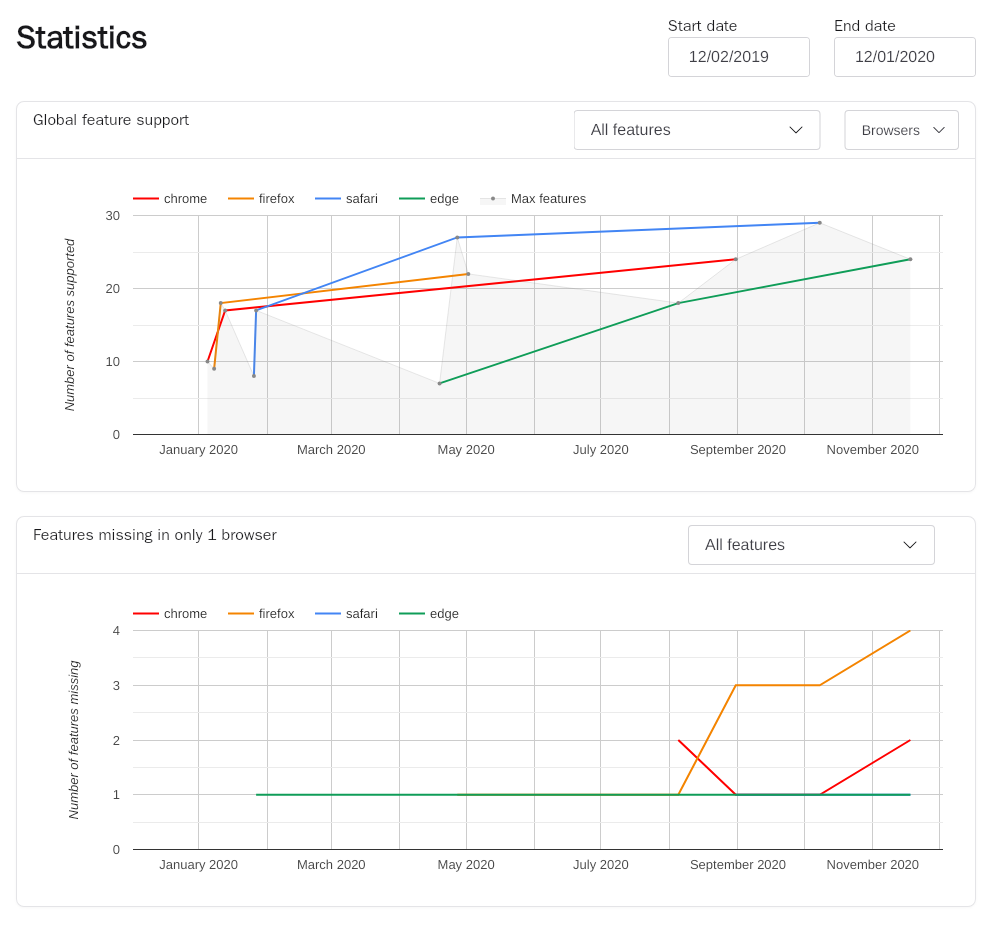 Statistics
Start date
End date
12/02/2019
12/01/2020
Global feature support
All features
Browsers
chrome
firefox
safari
edge
Max features
30
20
10
0
Number of features supported
January 2020
March 2020
May 2020
July 2020
September 2020
November 2020
Features missing in only 1 browser
All features
chrome
firefox
safari
edge
4
3
2
1
0
Number of features missing
January 2020
March 2020
May 2020
July 2020
September 2020
November 2020